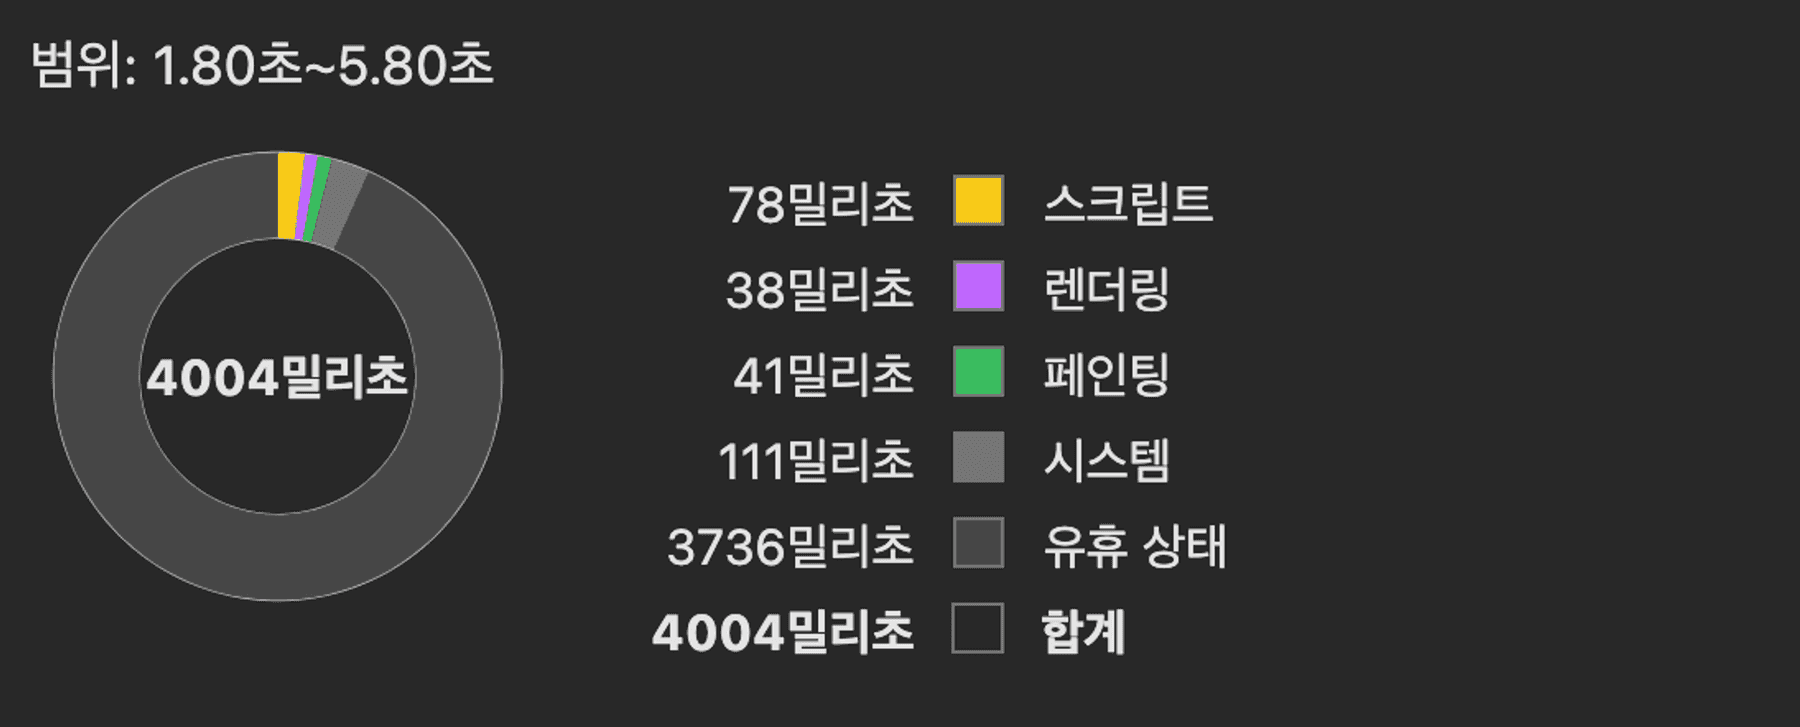 범위: 1.80초~5.80초
4004밀리초
78밀리초 스크립트
38밀리초 렌더링
41밀리초 페인팅
111밀리초 시스템
3736밀리초 유휴 상태
4004밀리초 합계